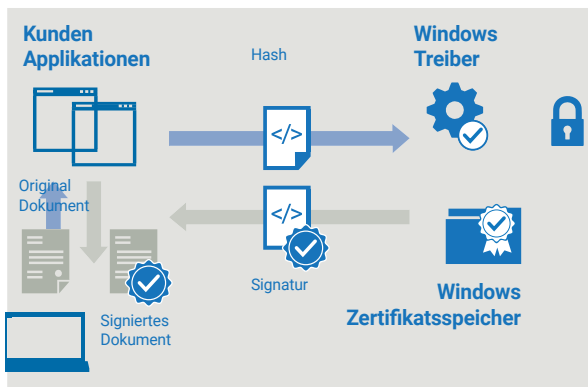 Kunden
Applikationen
Hash
Windows
Treiber
</>
Original
Dokument
</>
Signatur
Signiertes
Dokument
Windows
Zertifikatsspeicher